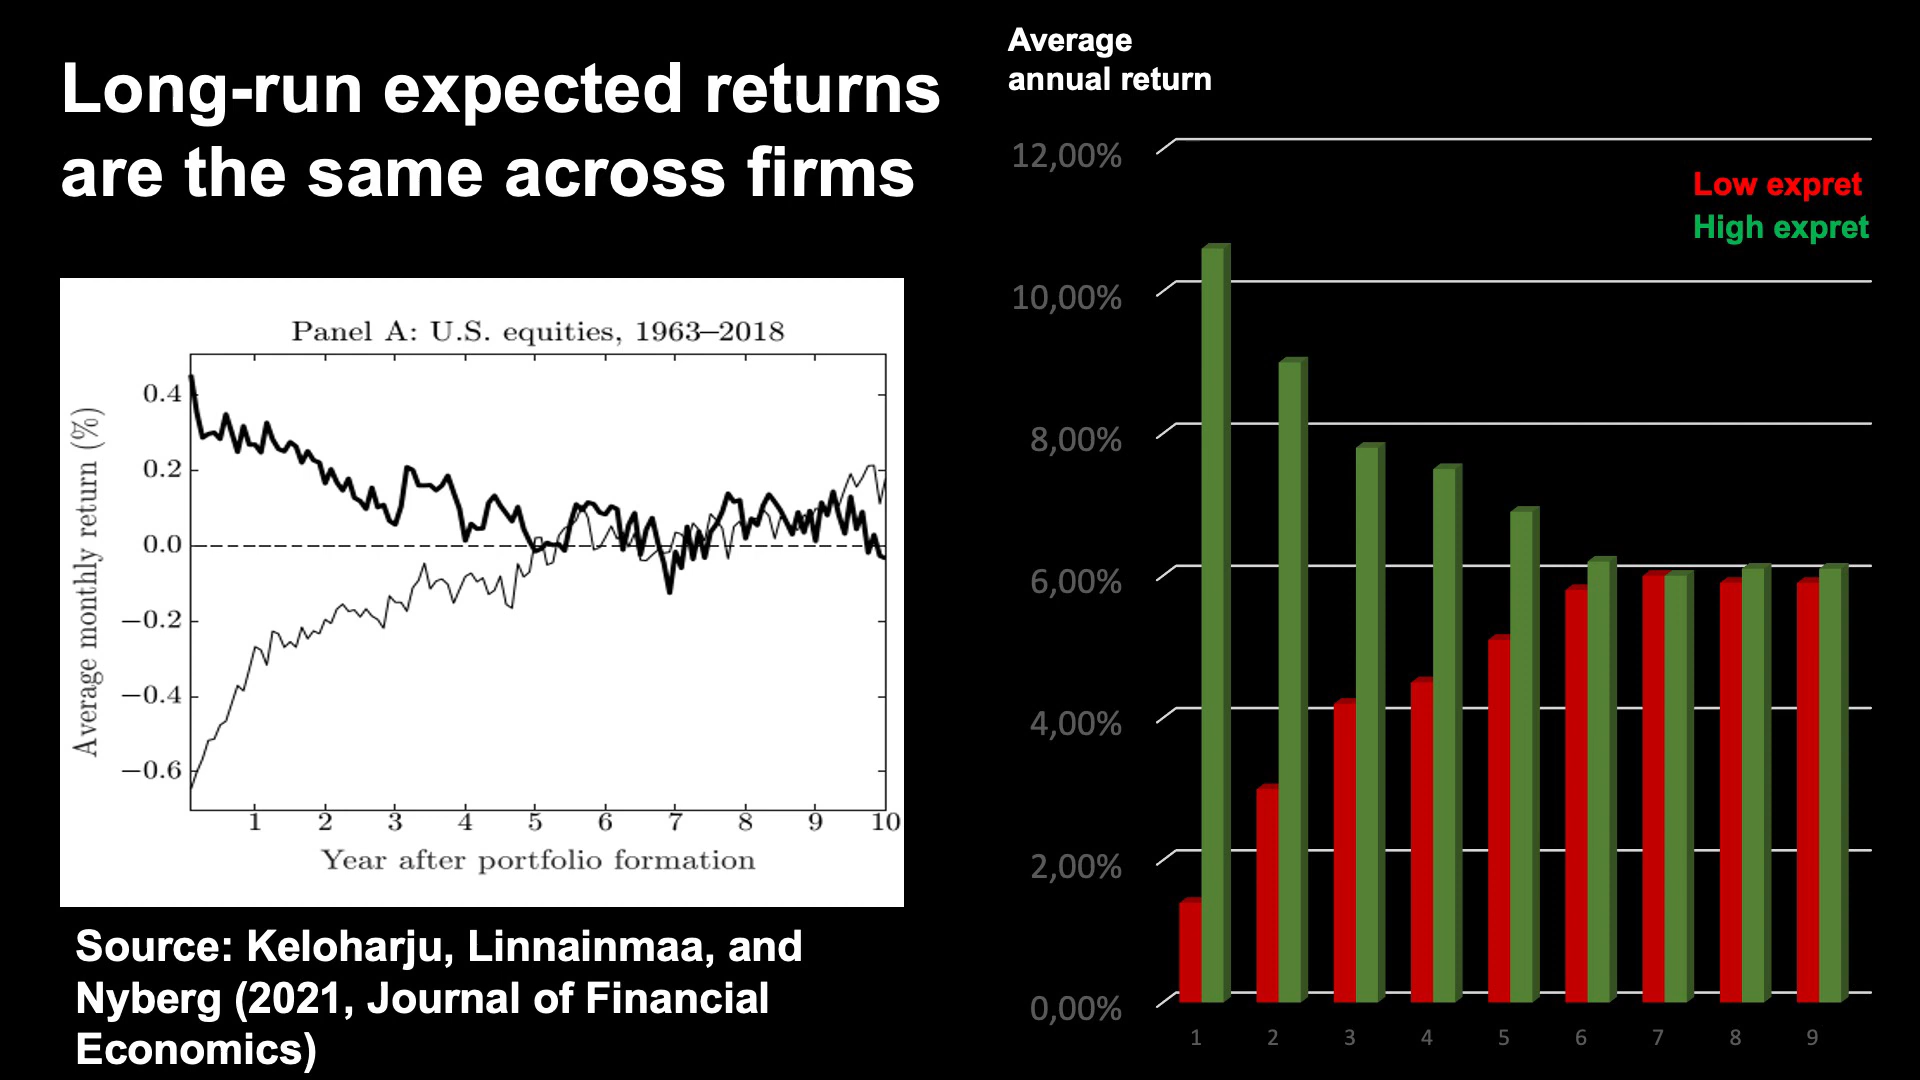 Long-run expected returns
are the same across firms
Panel A: U.S. equities, 1963–2018
Average monthly return (%)
0.4
0.2
0.0
−0.2
−0.4
−0.6
1 2 3 4 5 6 7 8 9 10
Year after portfolio formation
Source: Keloharju, Linnainmaa, and
Nyberg (2021, Journal of Financial
Economics)
Average
annual return
Low expret
High expret
12,00%
10,00%
8,00%
6,00%
4,00%
2,00%
0,00%
1 2 3 4 5 6 7 8 9